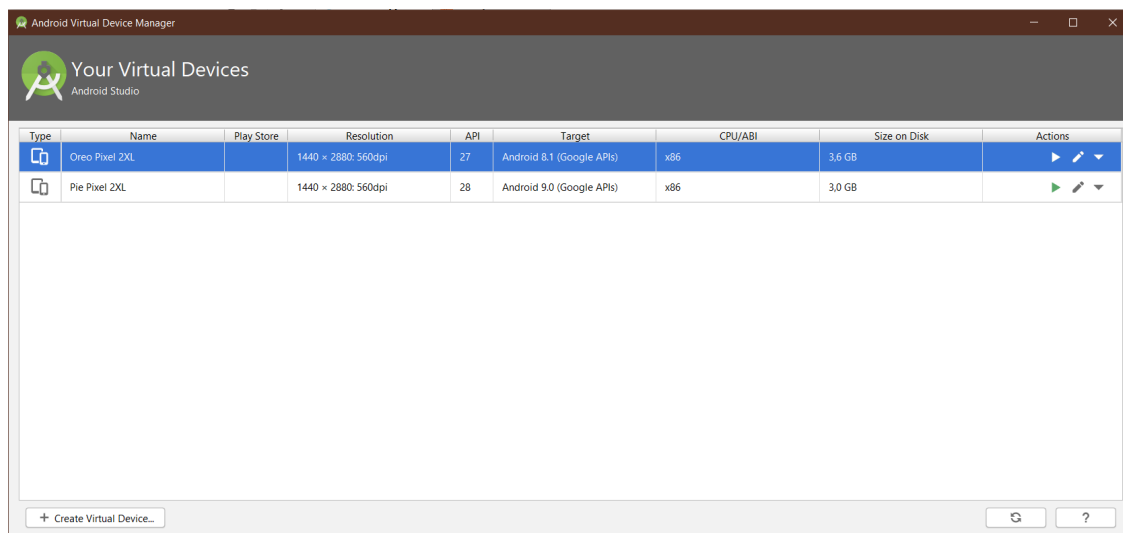 Android Virtual Device Manager
Your Virtual Devices
Android Studio
Type Name Play Store Resolution API Target CPU/ABI Size on Disk Actions
Oreo Pixel 2XL 1440 × 2880: 560dpi 27 Android 8.1 (Google APIs) x86 3,6 GB
Pie Pixel 2XL 1440 × 2880: 560dpi 28 Android 9.0 (Google APIs) x86 3,0 GB
+ Create Virtual Device... ?